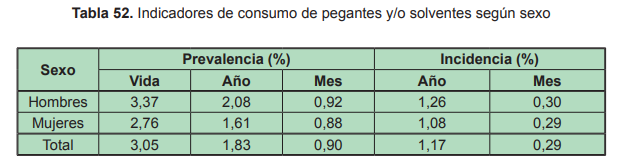 Tabla 52. Indicadores de consumo de pegantes y/o solventes según sexo
Sexo Prevalencia (%) Incidencia (%)
Vida Año Mes Año Mes
Hombres 3,37 2,08 0,92 1,26 0,30
Mujeres 2,76 1,61 0,88 1,08 0,29
Total 3,05 1,83 0,90 1,17 0,29